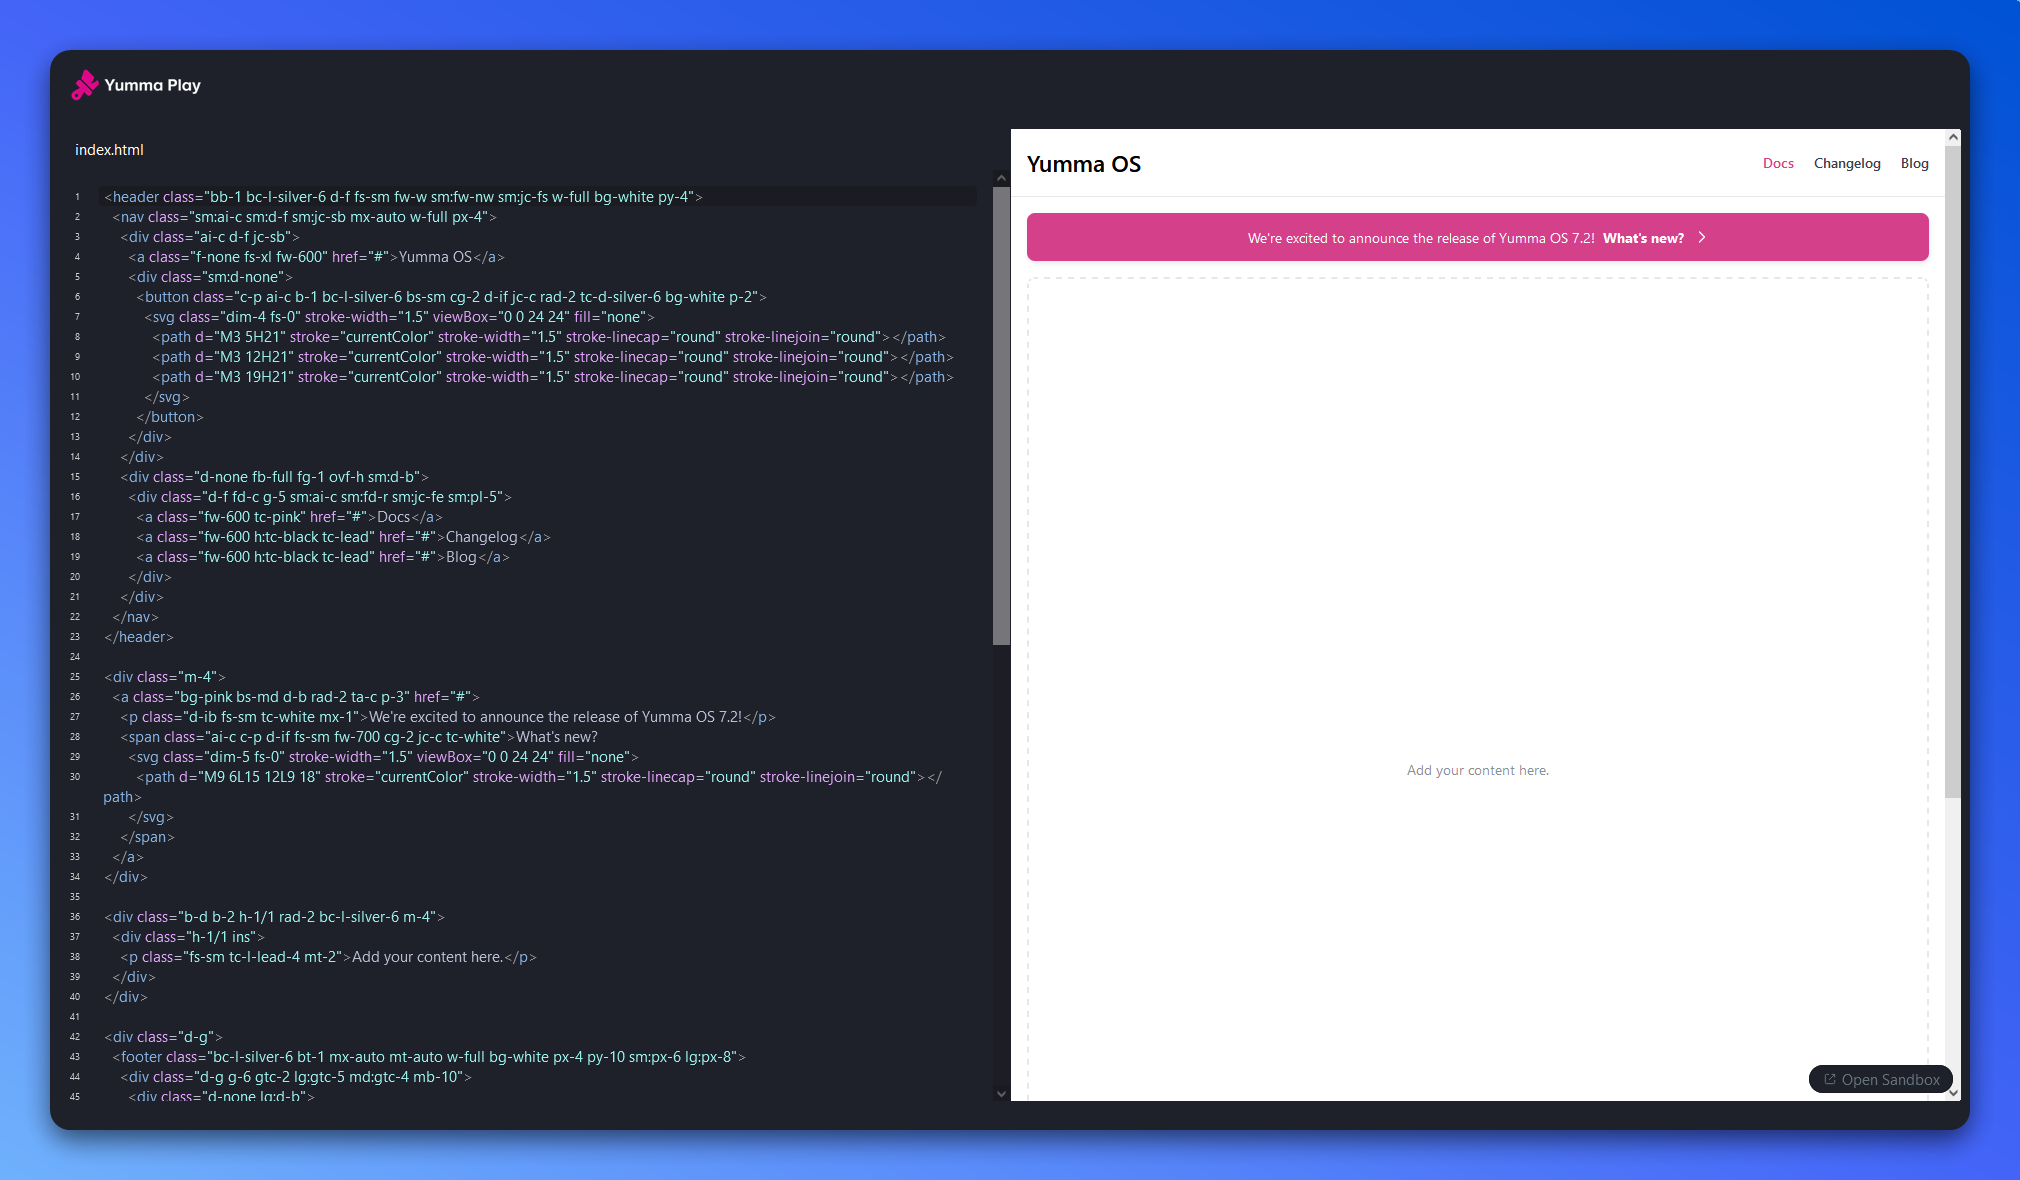 Yumma Play
index.html
1 <header class="bb-1 bc-l-silver-6 d-f fs-sm fw-w sm:fw-nw sm:jc-fs w-full bg-white py-4">
2 <nav class="sm:ai-c sm:d-f sm:jc-sb mx-auto w-full px-4">
3 <div class="ai-c d-f jc-sb">
4 <a class="f-none fs-xl fw-600" href="#">Yumma OS</a>
5 <div class="sm:d-none">
6 <button class="c-p ai-c b-1 bc-l-silver-6 bs-sm cg-2 d-if jc-c rad-2 tc-d-silver-6 bg-white p-2">
7 <svg class="dim-4 fs-0" stroke-width="1.5" viewBox="0 0 24 24" fill="none">
8 <path d="M3 5H21" stroke="currentColor" stroke-width="1.5" stroke-linecap="round" stroke-linejoin="round"></path>
9 <path d="M3 12H21" stroke="currentColor" stroke-width="1.5" stroke-linecap="round" stroke-linejoin="round"></path>
10 <path d="M3 19H21" stroke="currentColor" stroke-width="1.5" stroke-linecap="round" stroke-linejoin="round"></path>
11 </svg>
12 </button>
13 </div>
14 </div>
15 <div class="d-none fb-full fg-1 ovf-h sm:d-b">
16 <div class="d-f fd-c g-5 sm:ai-c sm:fd-r sm:jc-fe sm:pl-5">
17 <a class="fw-600 tc-pink" href="#">Docs</a>
18 <a class="fw-600 h:tc-black tc-lead" href="#">Changelog</a>
19 <a class="fw-600 h:tc-black tc-lead" href="#">Blog</a>
20 </div>
21 </div>
22 </nav>
23 </header>
24
25 <div class="m-4">
26 <a class="bg-pink bs-md d-b rad-2 ta-c p-3" href="#">
27 <p class="d-ib fs-sm tc-white mx-1">We're excited to announce the release of Yumma OS 7.2!</p>
28 <span class="ai-c c-p d-if fs-sm fw-700 cg-2 jc-c tc-white">What's new?
29 <svg class="dim-5 fs-0" stroke-width="1.5" viewBox="0 0 24 24" fill="none">
30 <path d="M9 6L15 12L9 18" stroke="currentColor" stroke-width="1.5" stroke-linecap="round" stroke-linejoin="round"></
path>
31 </svg>
32 </span>
33 </a>
34 </div>
35
36 <div class="b-d b-2 h-1/1 rad-2 bc-l-silver-6 m-4">
37 <div class="h-1/1 ins">
38 <p class="fs-sm tc-l-lead-4 mt-2">Add your content here.</p>
39 </div>
40 </div>
41
42 <div class="d-g">
43 <footer class="bc-l-silver-6 bt-1 mx-auto mt-auto w-full bg-white px-4 py-10 sm:px-6 lg:px-8">
44 <div class="d-g g-6 gtc-2 lg:gtc-5 md:gtc-4 mb-10">
45 <div class="d-none lg:d-b">
Yumma OS
Docs Changelog Blog
We're excited to announce the release of Yumma OS 7.2! What's new?
Add your content here.
Open Sandbox